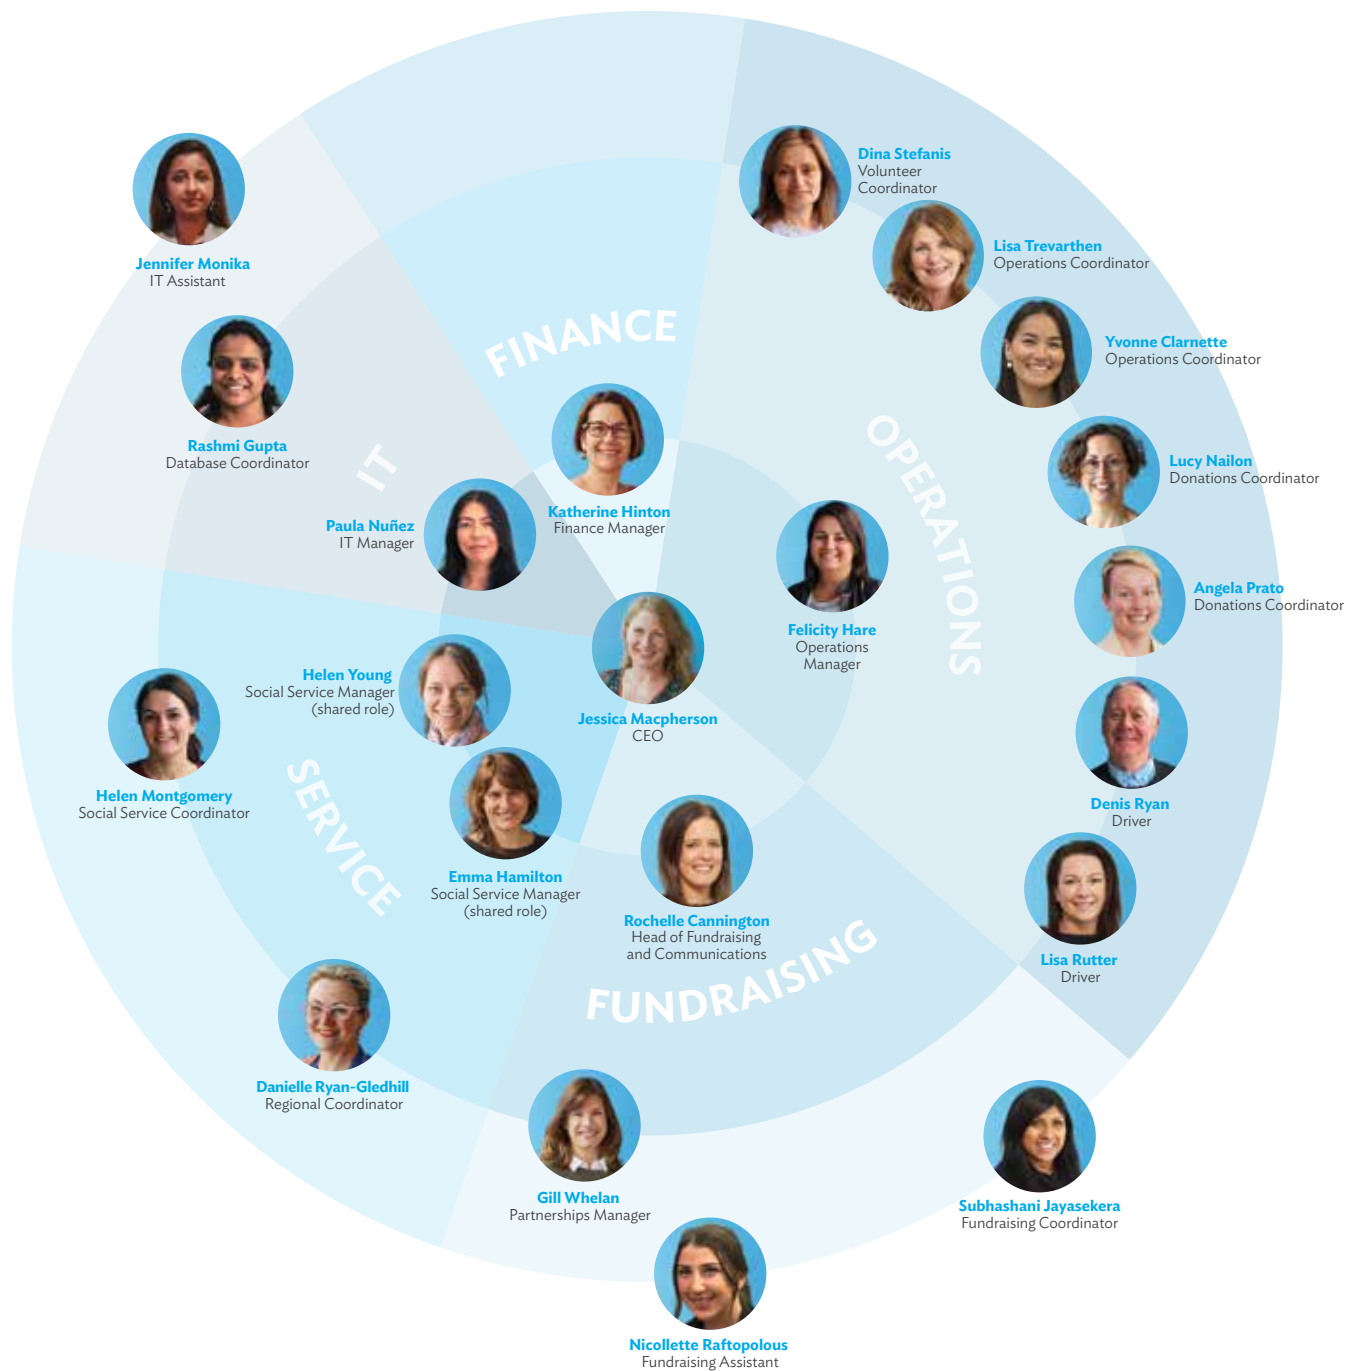 Jennifer Monika
IT Assistant
Rashmi Gupta
Database Coordinator
IT
Paula Nuñez
IT Manager
FINANCE
Katherine Hinton
Finance Manager
Dina Stefanis
Volunteer
Coordinator
Lisa Trevarthen
Operations Coordinator
Yvonne Clarnette
Operations Coordinator
Lucy Nailon
Donations Coordinator
Angela Prato
Donations Coordinator
OPERATIONS
Felicity Hare
Operations
Manager
Denis Ryan
Driver
Lisa Rutter
Driver
Jessica Macpherson
CEO
Helen Young
Social Service Manager
(shared role)
Helen Montgomery
Social Service Coordinator
SERVICE
Emma Hamilton
Social Service Manager
(shared role)
Danielle Ryan-Gledhill
Regional Coordinator
Rochelle Cannington
Head of Fundraising
and Communications
FUNDRAISING
Gill Whelan
Partnerships Manager
Subhashani Jayasekera
Fundraising Coordinator
Nicollette Raftopolous
Fundraising Assistant